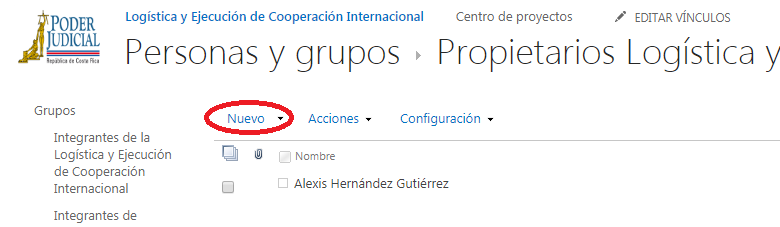 PODER
JUDICIAL
República de Costa Rica
Logística y Ejecución de Cooperación Internacional Centro de proyectos EDITAR VÍNCULOS
Personas y grupos ▸ Propietarios Logística y
Grupos
Integrantes de la
Logística y Ejecución
de Cooperación
Internacional
Integrantes de
Nuevo Acciones Configuración
Nombre
Alexis Hernández Gutiérrez